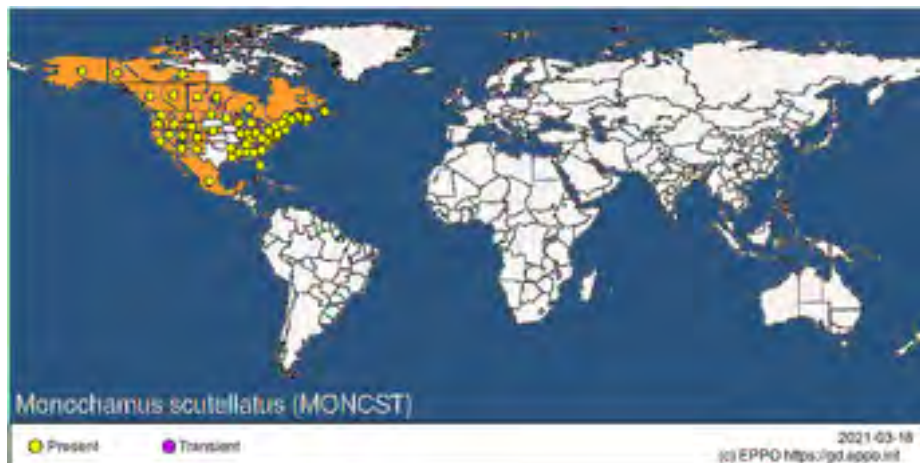 Monochamus scutellatus (MONCST)
Present
Transient
2021-03-18
(c) EPPO https://gd.eppo.int